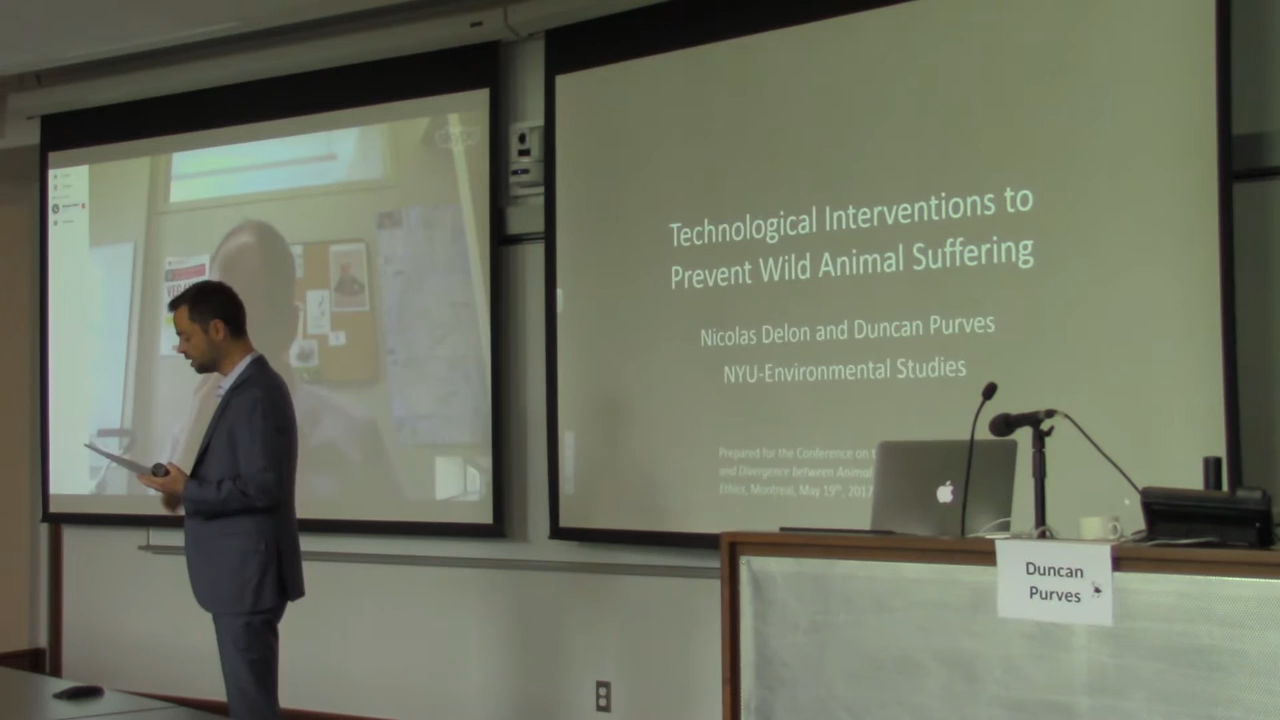 Technological Interventions to
Prevent Wild Animal Suffering
Nicolas Delon and Duncan Purves
NYU-Environmental Studies
Prepared for the Conference on
and Divergence between Animal
Ethics, Montreal, May 19th, 2017
Duncan
Purves